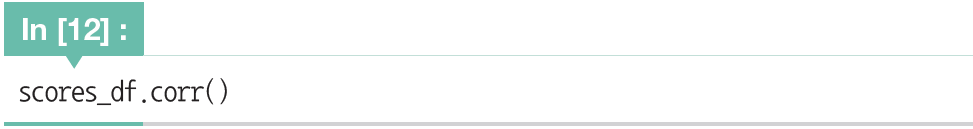 In [12] :
scores_df.corr()